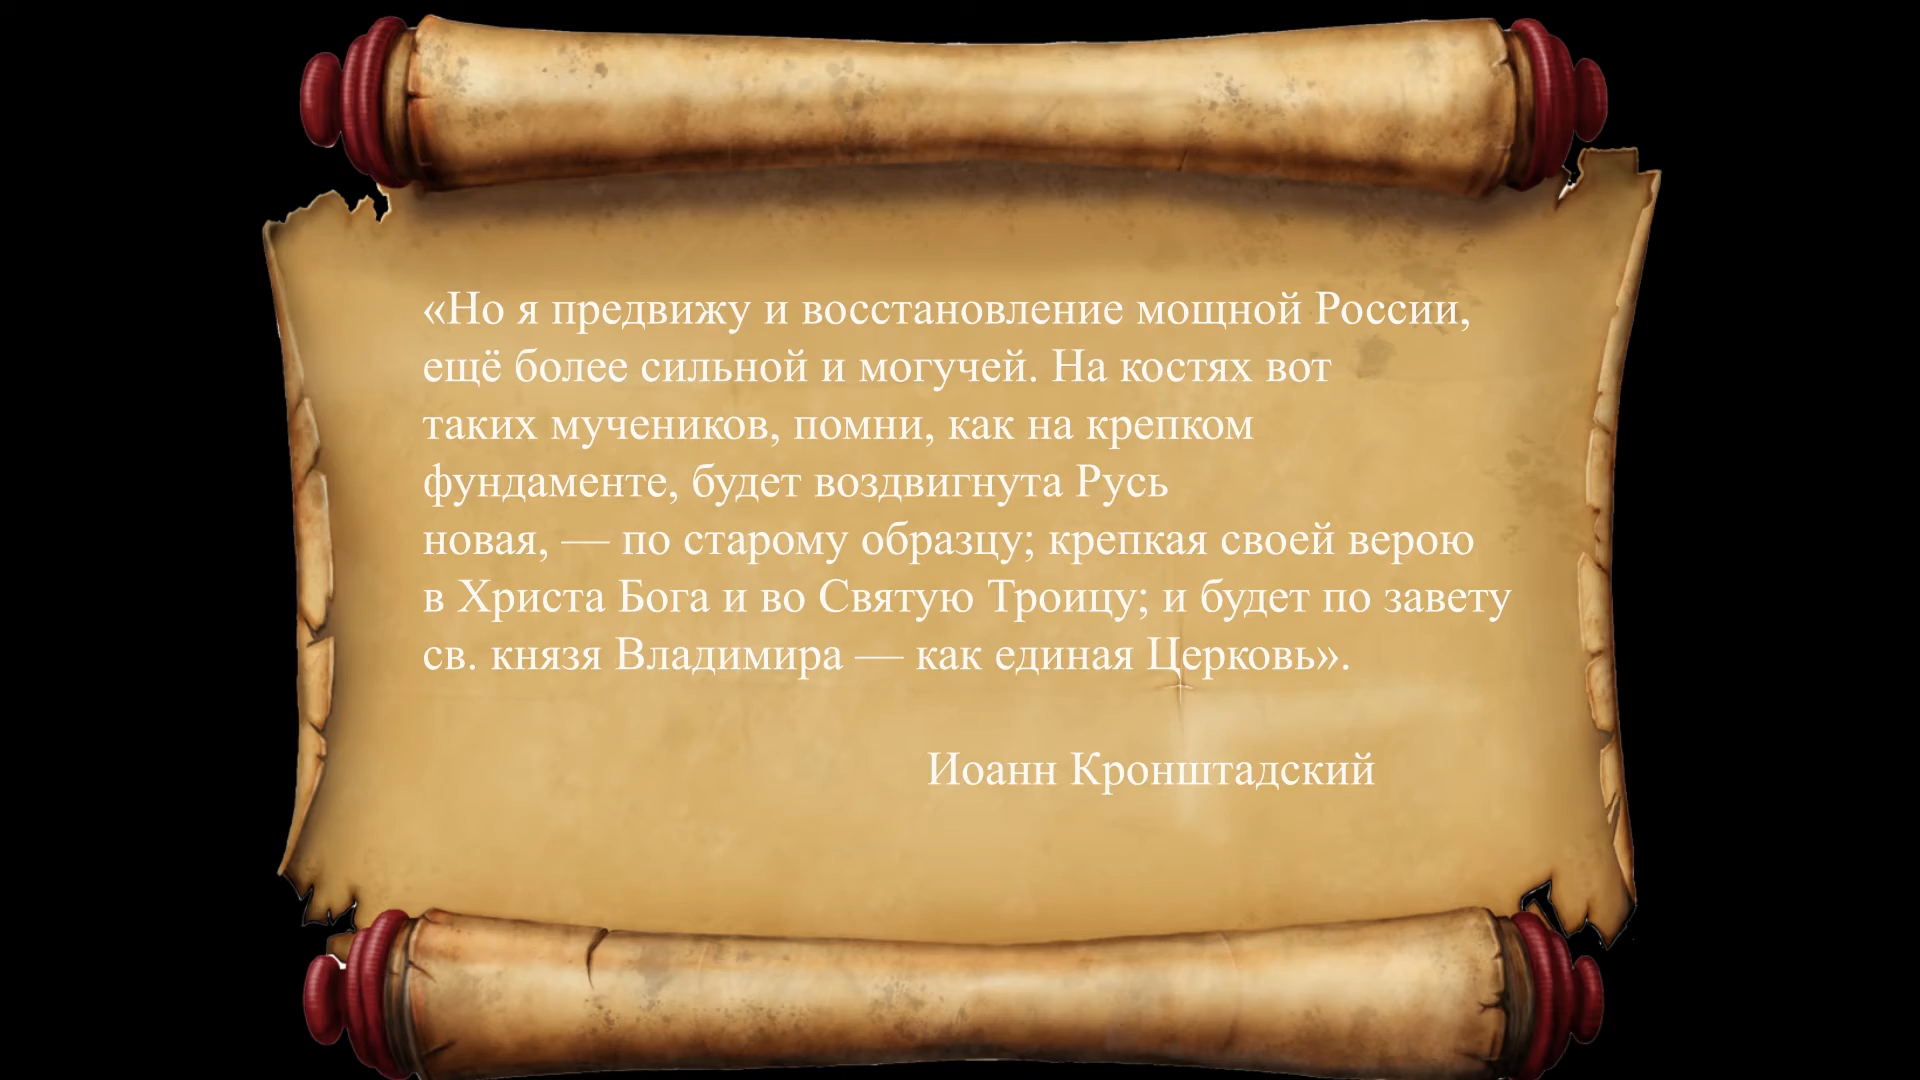 «Но я предвижу и восстановление мощной России,
ещё более сильной и могучей. На костях вот
таких мучеников, помни, как на крепком
фундаменте, будет воздвигнута Русь
новая, — по старому образцу; крепкая своей верою
в Христа Бога и во Святую Троицу; и будет по завету
св. князя Владимира — как единая Церковь».
Иоанн Кронштадский